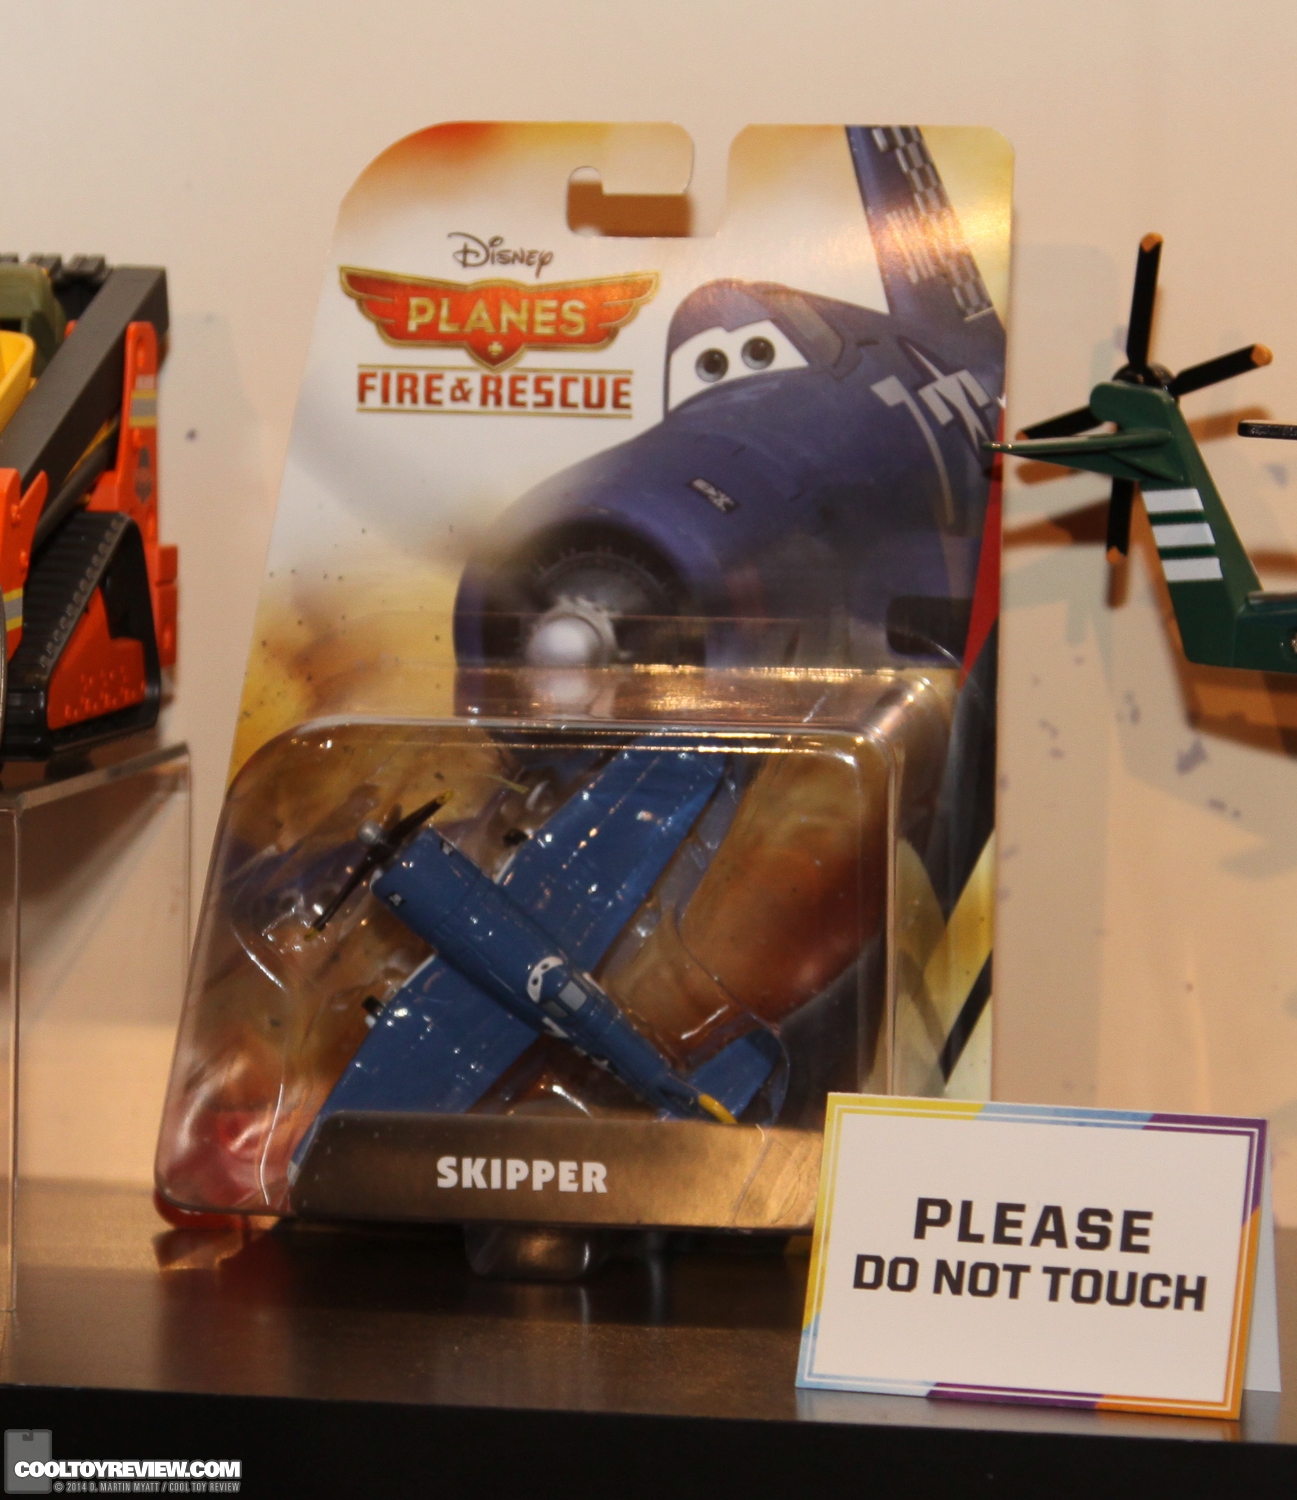 Disney
PLANES
FIRE & RESCUE
SKIPPER
PLEASE
DO NOT TOUCH
COOLTOYREVIEW.COM
© 2014 D. MARTIN MYATT / COOL TOY REVIEW